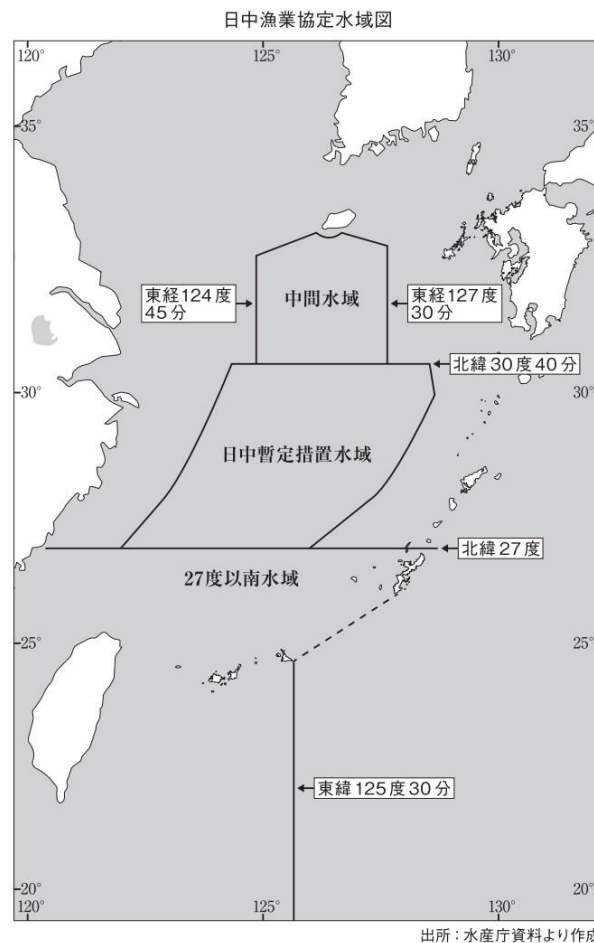 日中漁業協定水域図
120°
125°
130°
35°
35°
東経124度
45分
中間水域
東経127度
30分
北緯30度40分
30°
30°
日中暫定措置水域
北緯27度
27度以南水域
25°
25°
東緯125度30分
20°
20°
120°
125°
130°
出所：水産庁資料より作成